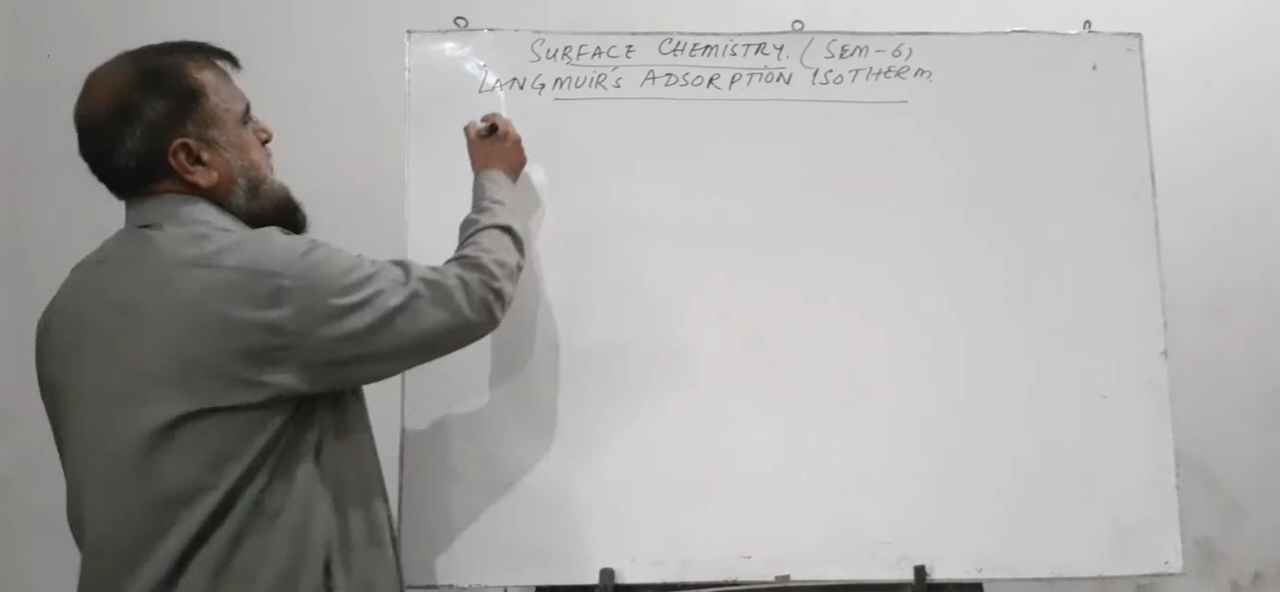 SURFACE CHEMISTRY. (SEM-6)
LANGMUIR'S ADSORPTION ISOTHERM.